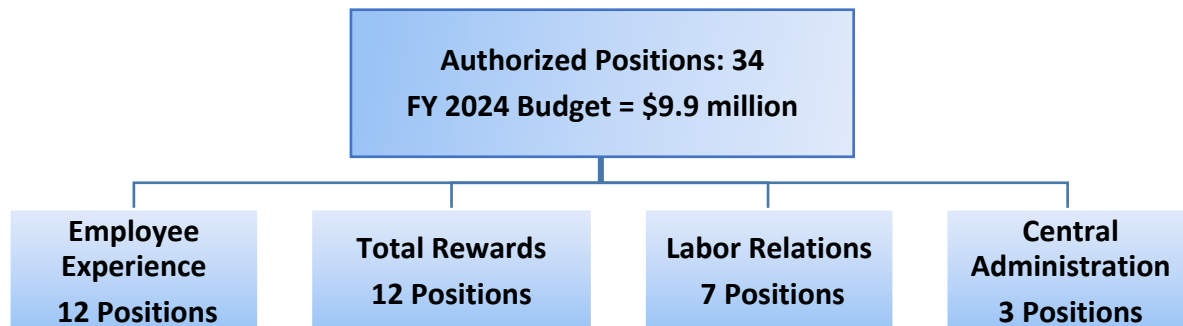 Authorized Positions: 34
FY 2024 Budget = $9.9 million
Employee
Experience
12 Positions
Total Rewards
12 Positions
Labor Relations
7 Positions
Central
Administration
3 Positions